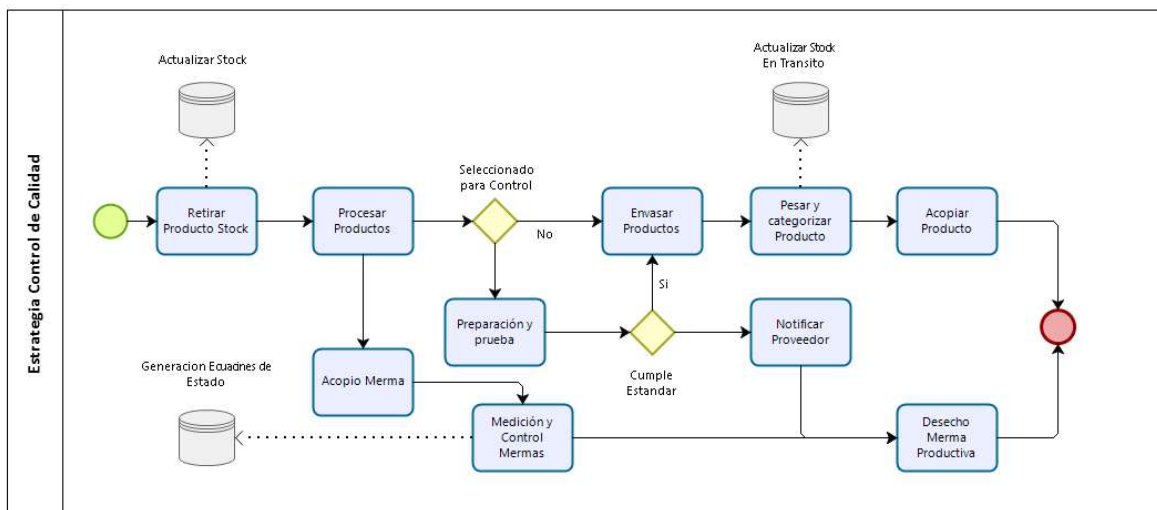 Estrategia Control de Calidad
Actualizar Stock
Actualizar Stock
En Transito
Seleccionado
para Control
Retirar
Producto Stock
Procesar
Productos
No
Envasar
Productos
Pesar y
categorizar
Producto
Acopiar
Producto
Si
Preparación y
prueba
Notificar
Proveedor
Cumple
Estandar
Generacion Ecuacines de
Estado
Acopio Merma
Medición y
Control
Mermas
Desecho
Merma
Productiva